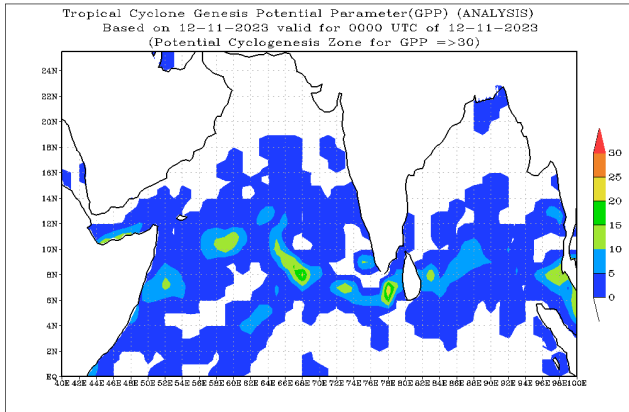 Tropical Cyclone Genesis Potential Parameter(GPP) (ANALYSIS)
Based on 12-11-2023 valid for 0000 UTC of 12-11-2023
(Potential Cyclogenesis Zone for GPP =>30)
24N
22N
20N
18N
16N
14N
12N
10N
8N
6N
4N
2N
EQ
40E 42E 44E 46E 48E 50E 52E 54E 56E 58E 60E 62E 64E 66E 68E 70E 72E 74E 76E 78E 80E 82E 84E 86E 88E 90E 92E 94E 96E 98E 100E
30
25
20
15
10
5
0